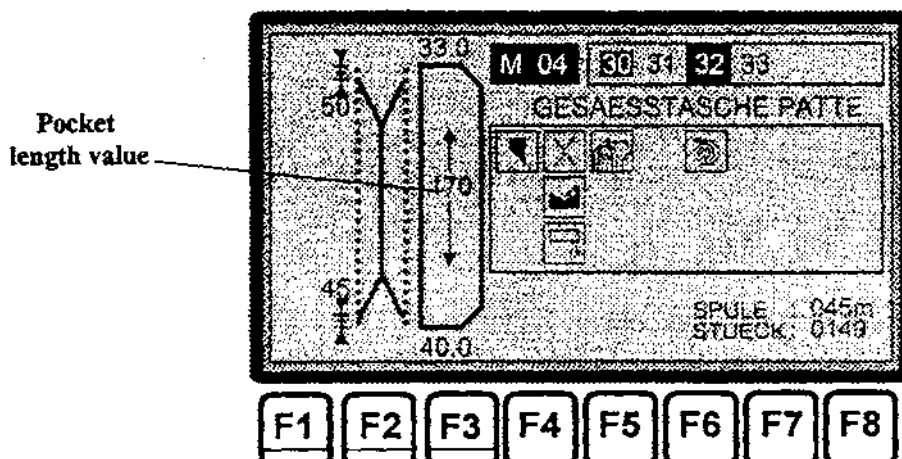 33.0
M 04 30 31 32 33
50
GESAESSTASCHE PATTE
Pocket
length value
170
45
SPULE : 045m
STUECK: 0149
40.0
F1 F2 F3 F4 F5 F6 F7 F8